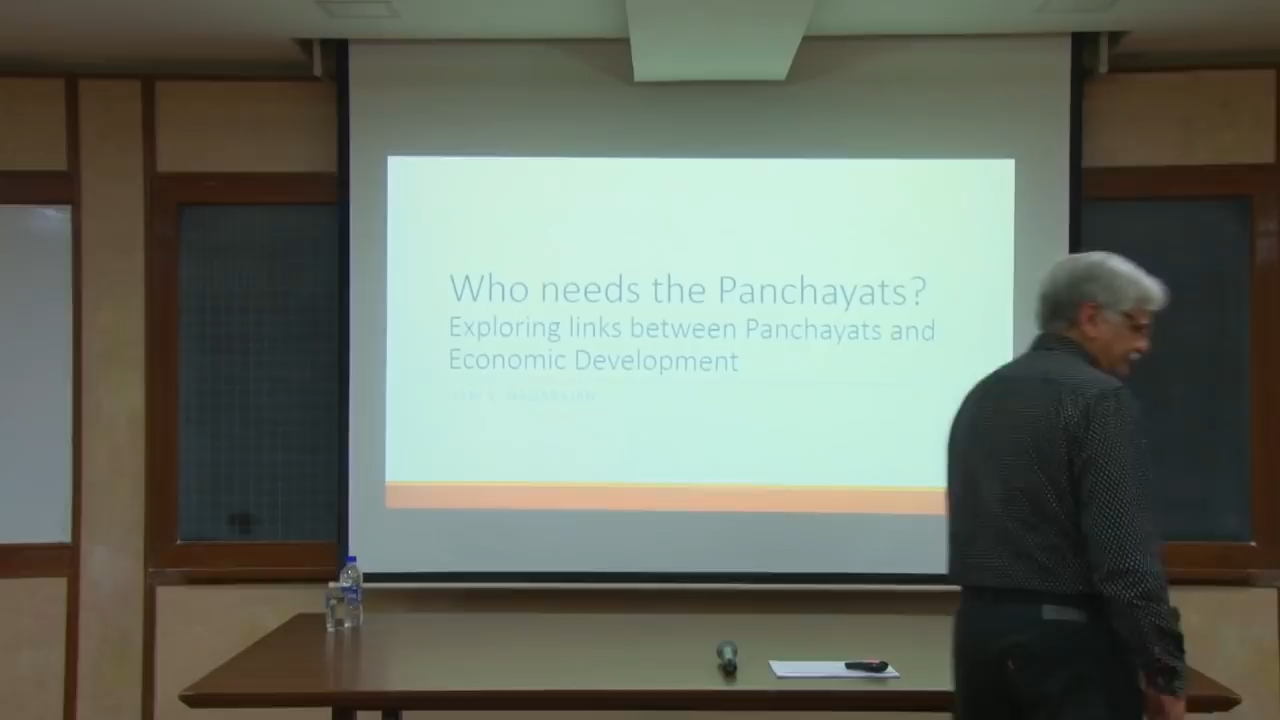 Who needs the Panchayats?
Exploring links between Panchayats and
Economic Development